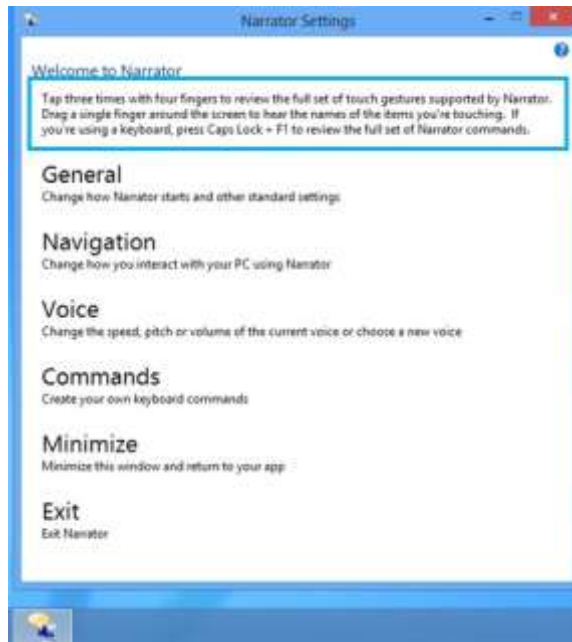 Narrator Settings
Welcome to Narrator
Tap three times with four fingers to review the full set of touch gestures supported by Narrator.
Drag a single finger around the screen to hear the names of the items you're touching. If
you're using a keyboard, press Caps Lock + F1 to review the full set of Narrator commands.
General
Change how Narrator starts and other standard settings
Navigation
Change how you interact with your PC using Narrator
Voice
Change the speed, pitch or volume of the current voice or choose a new voice
Commands
Create your own keyboard commands
Minimize
Minimize this window and return to your app
Exit
Exit Narrator